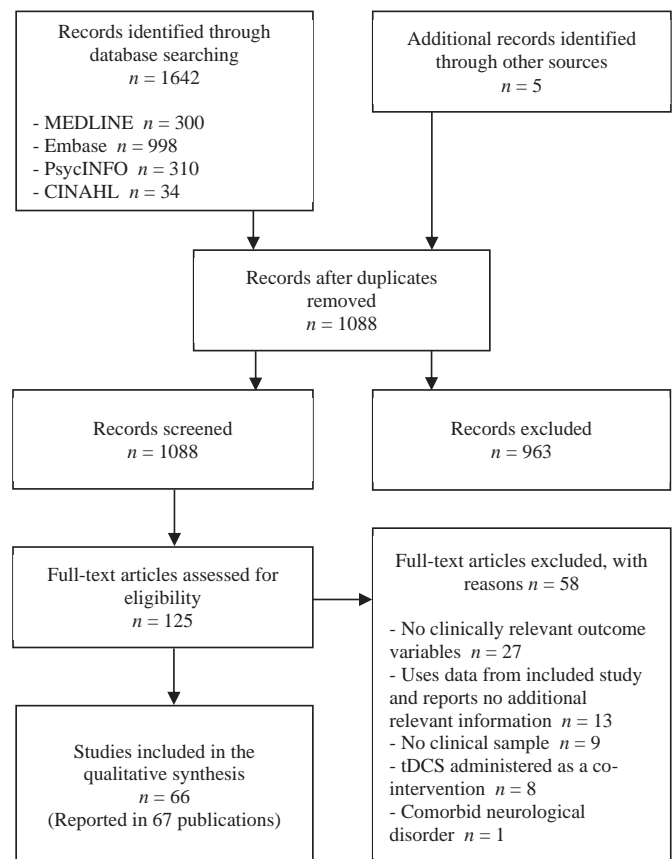 Records identified through
database searching
n = 1642
- MEDLINE n = 300
- Embase n = 998
- PsycINFO n = 310
- CINAHL n = 34
Additional records identified
through other sources
n = 5
Records after duplicates
removed
n = 1088
Records screened
n = 1088
Records excluded
n = 963
Full-text articles assessed for
eligibility
n = 125
Full-text articles excluded, with
reasons n = 58
- No clinically relevant outcome
variables n = 27
- Uses data from included study
and reports no additional
relevant information n = 13
- No clinical sample n = 9
- tDCS administered as a co-
intervention n = 8
- Comorbid neurological
disorder n = 1
Studies included in the
qualitative synthesis
n = 66
(Reported in 67 publications)